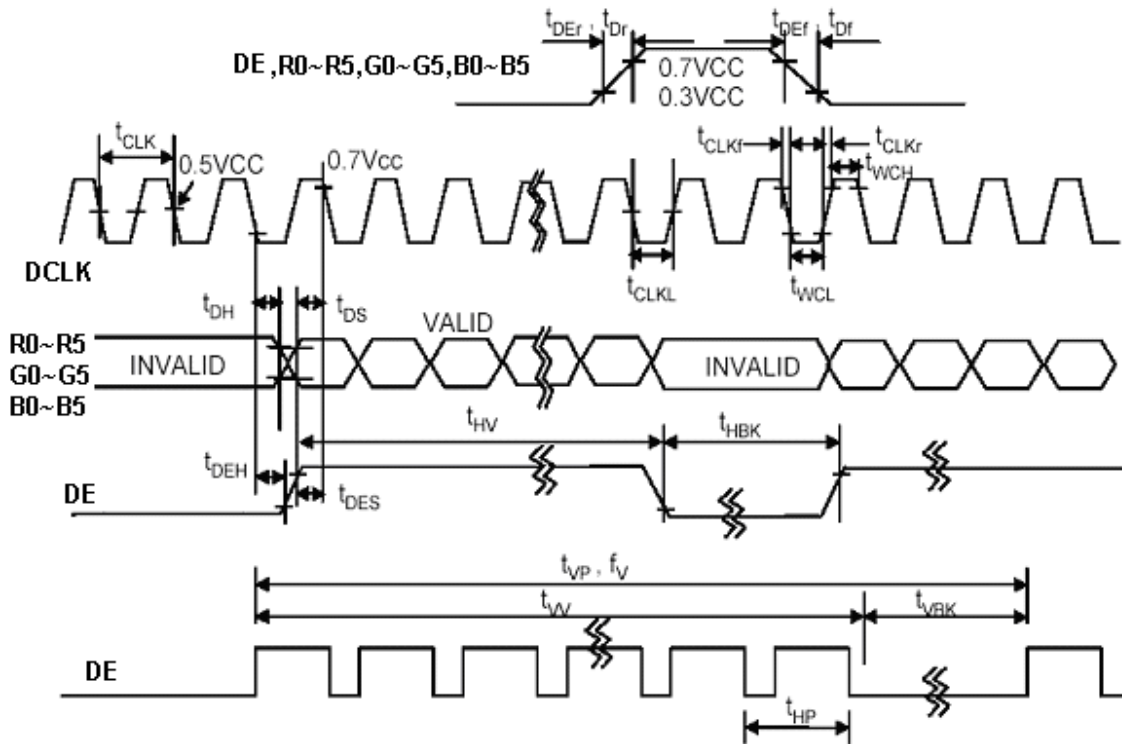 tDEr , tDr
tDEf , tDf
DE ,R0~R5,G0~G5,B0~B5
0.7VCC
0.3VCC
tCLK
0.5VCC
0.7Vcc
tCLKf
tCLKr
tWCH
DCLK
tCLKL
tWCL
tDH
tDS
VALID
R0~R5
G0~G5
B0~B5
INVALID
INVALID
tHV
tHBK
tDEH
tDES
DE
tVP , fV
tVV
tVBK
DE
tHP